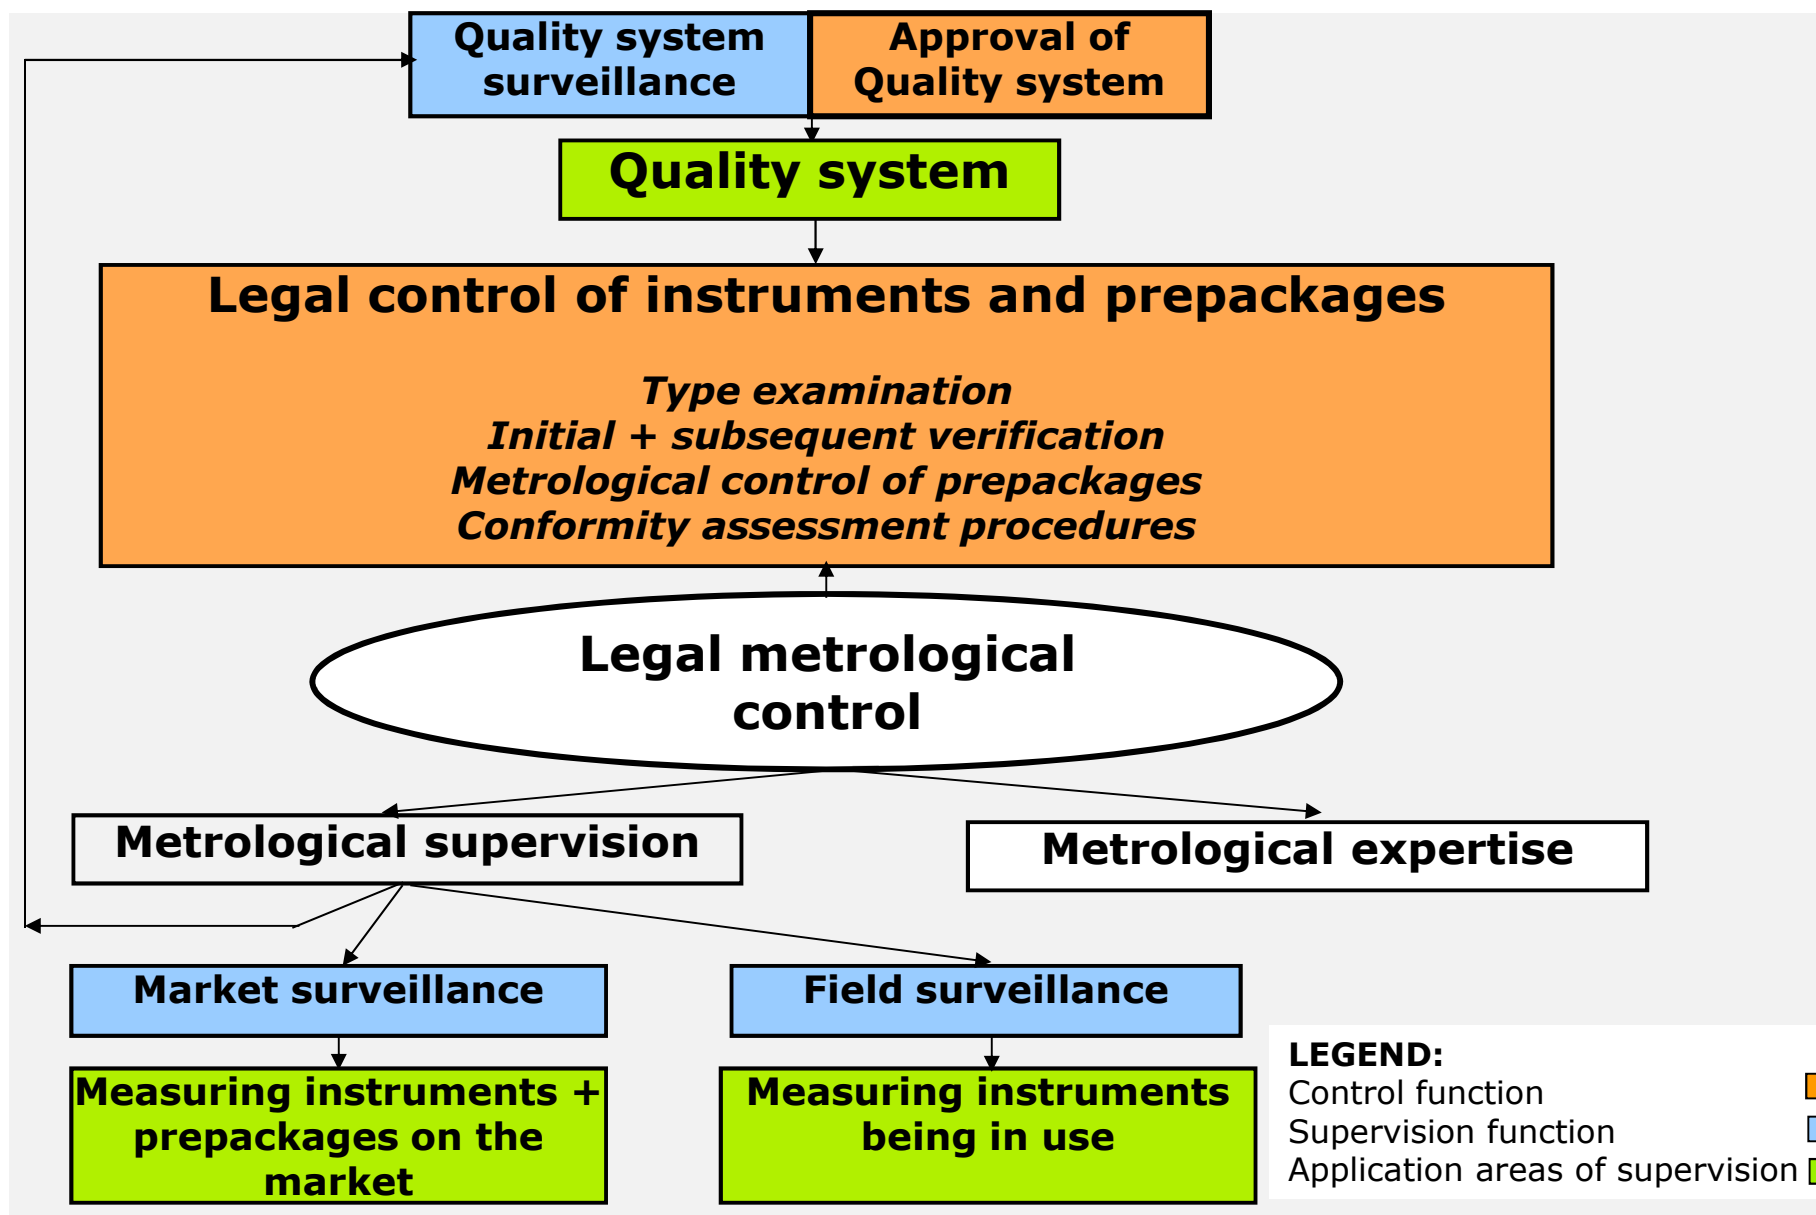 Quality system
surveillance
Approval of
Quality system
Quality system
Legal control of instruments and prepackages
Type examination
Initial + subsequent verification
Metrological control of prepackages
Conformity assessment procedures
Legal metrological
control
Metrological supervision
Metrological expertise
Market surveillance
Field surveillance
Measuring instruments +
prepackages on the
market
Measuring instruments
being in use
LEGEND:
Control function
Supervision function
Application areas of supervision